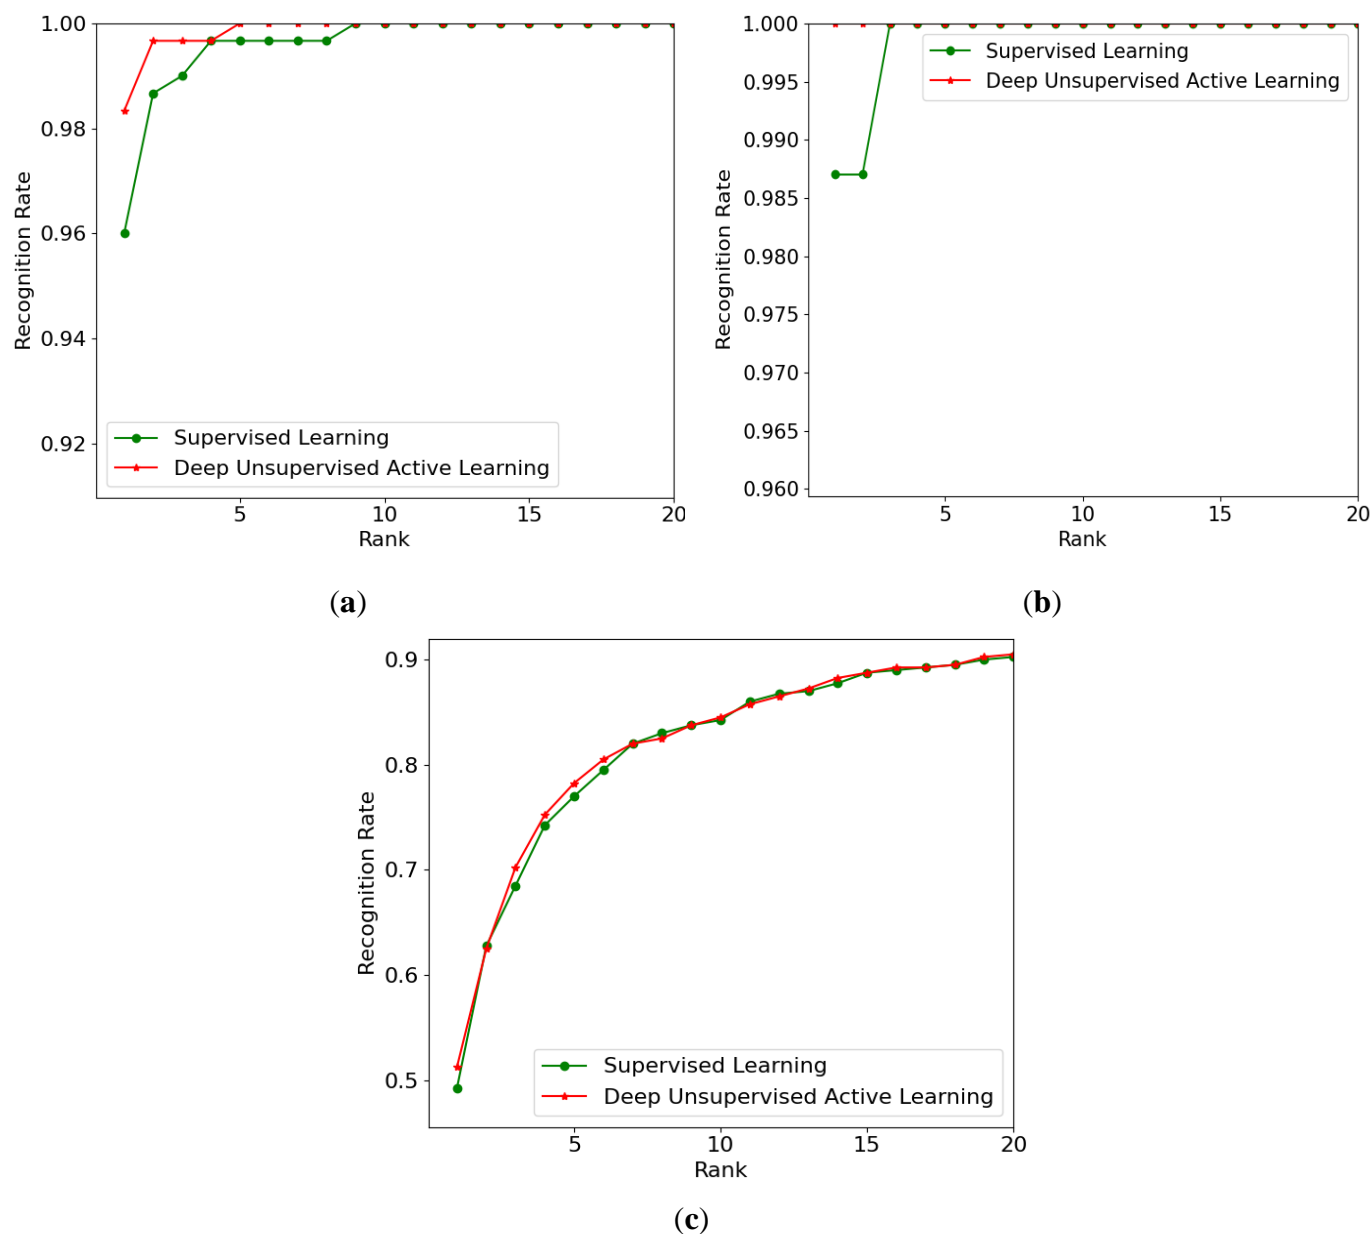 1.00
0.98
0.96
0.94
0.92
Recognition Rate
Supervised Learning
Deep Unsupervised Active Learning
5 10 15 20
Rank
(a)
1.000
0.995
0.990
0.985
0.980
0.975
0.970
0.965
0.960
Recognition Rate
Supervised Learning
Deep Unsupervised Active Learning
5 10 15 20
Rank
(b)
0.9
0.8
0.7
0.6
0.5
Recognition Rate
Supervised Learning
Deep Unsupervised Active Learning
5 10 15 20
Rank
(c)